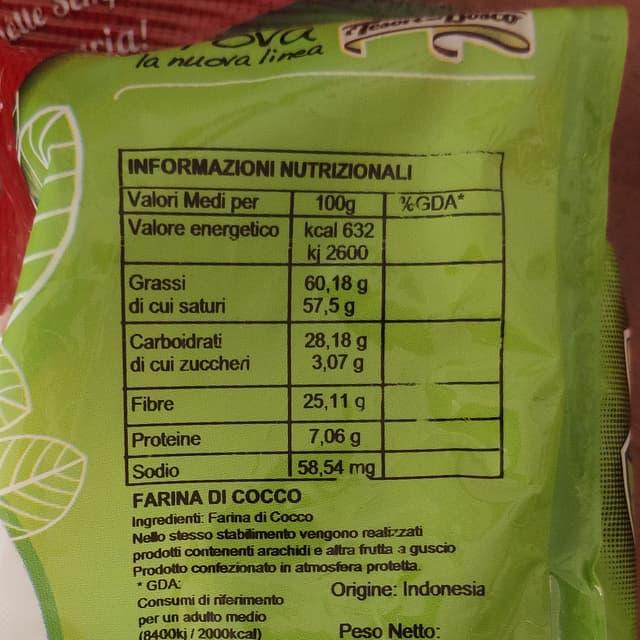 la nuova linea
INFORMAZIONI NUTRIZIONALI
Valori Medi per 100g %GDA*
Valore energetico kcal 632
kj 2600
Grassi 60,18 g
di cui saturi 57,5 g
Carboidrati 28,18 g
di cui zuccheri 3,07 g
Fibre 25,11 g
Proteine 7,06 g
Sodio 58,54 mg
FARINA DI COCCO
Ingredienti: Farina di Cocco
Nello stesso stabilimento vengono realizzati
prodotti contenenti arachidi e altra frutta a guscio
Prodotto confezionato in atmosfera protetta.
* GDA:
Consumi di riferimento
per un adulto medio
(8400kj / 2000kcal)
Origine: Indonesia
Peso Netto: